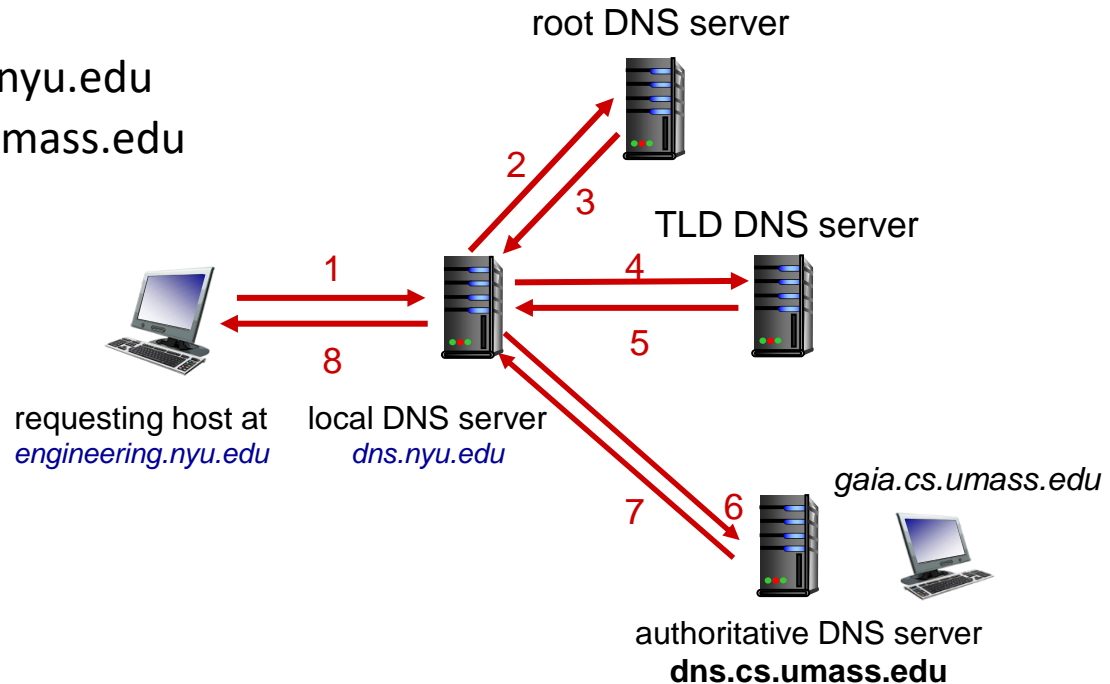 root DNS server
nyu.edu
mass.edu
2
3
TLD DNS server
1
4
8
5
requesting host at
engineering.nyu.edu
local DNS server
dns.nyu.edu
gaia.cs.umass.edu
7
6
authoritative DNS server
dns.cs.umass.edu